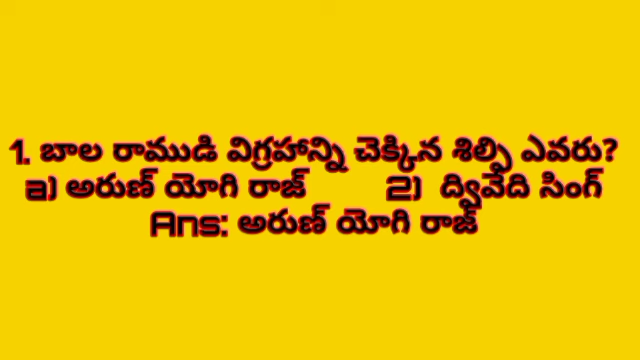 1. బాల రాముడి విగ్రహాన్ని చెక్కిన శిల్పి ఎవరు?
a) అరుణ్ యోగి రాజ్ 2) ద్వివేది సింగ్
Ans: అరుణ్ యోగి రాజ్